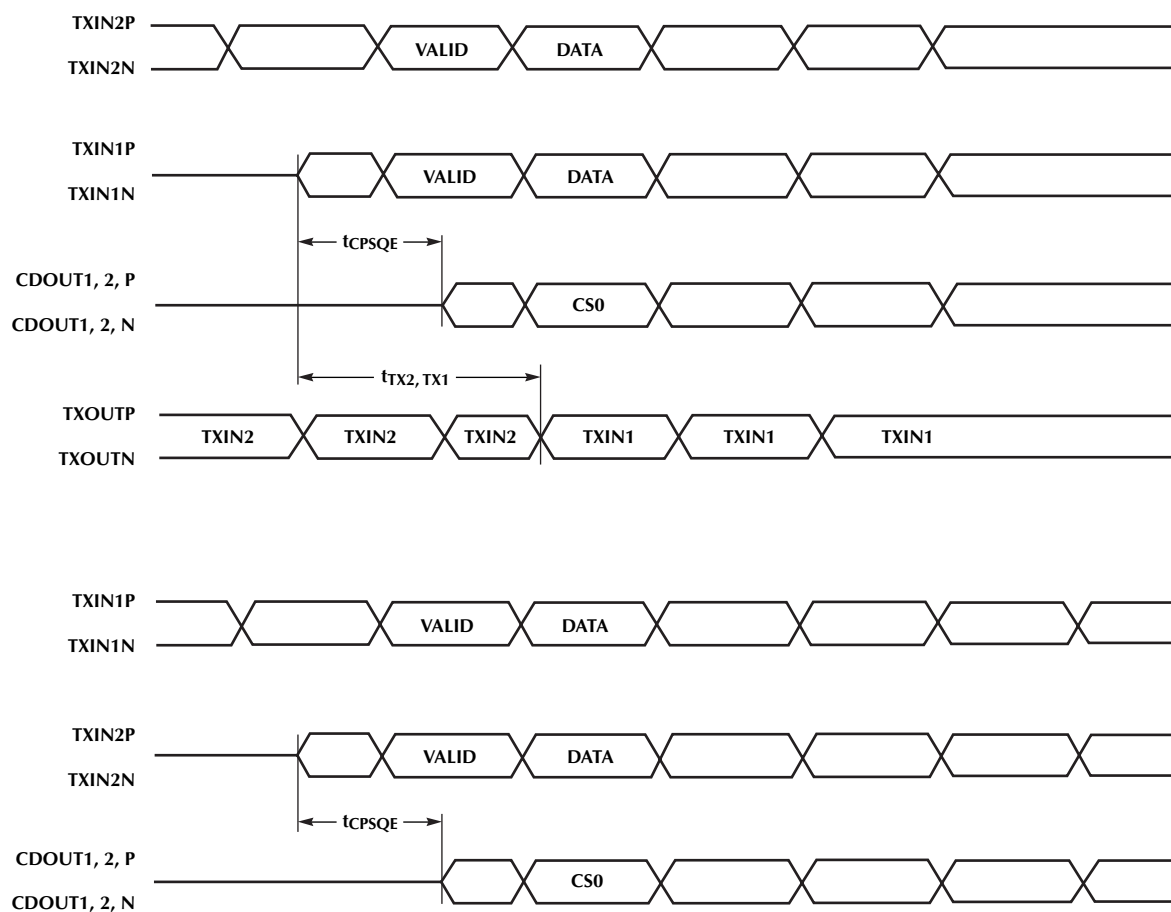 TXIN2P
TXIN2N
VALID DATA
TXIN1P
TXIN1N
VALID DATA
tCPSQE
CDOUT1, 2, P
CDOUT1, 2, N
CS0
tTX2, TX1
TXOUTP
TXOUTN
TXIN2 TXIN2 TXIN2 TXIN1 TXIN1 TXIN1
TXIN1P
TXIN1N
VALID DATA
TXIN2P
TXIN2N
VALID DATA
tCPSQE
CDOUT1, 2, P
CDOUT1, 2, N
CS0